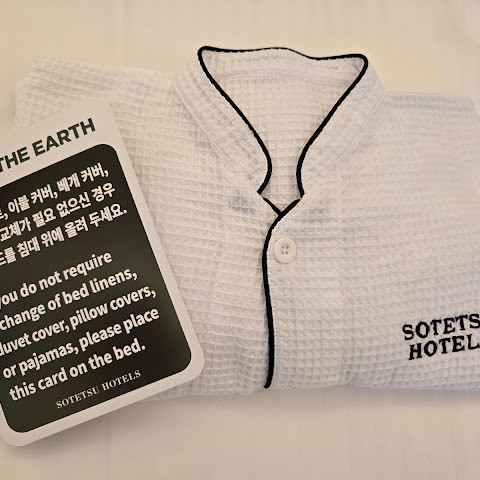 THE EARTH
이불 커버, 베개 커버,
교체가 필요 없으신 경우
드를 침대 위에 올려 두세요.
you do not require
change of bed linens,
duvet cover, pillow covers,
or pajamas, please place
this card on the bed.
SOTETSU HOTELS
SOTETS
HOTEL